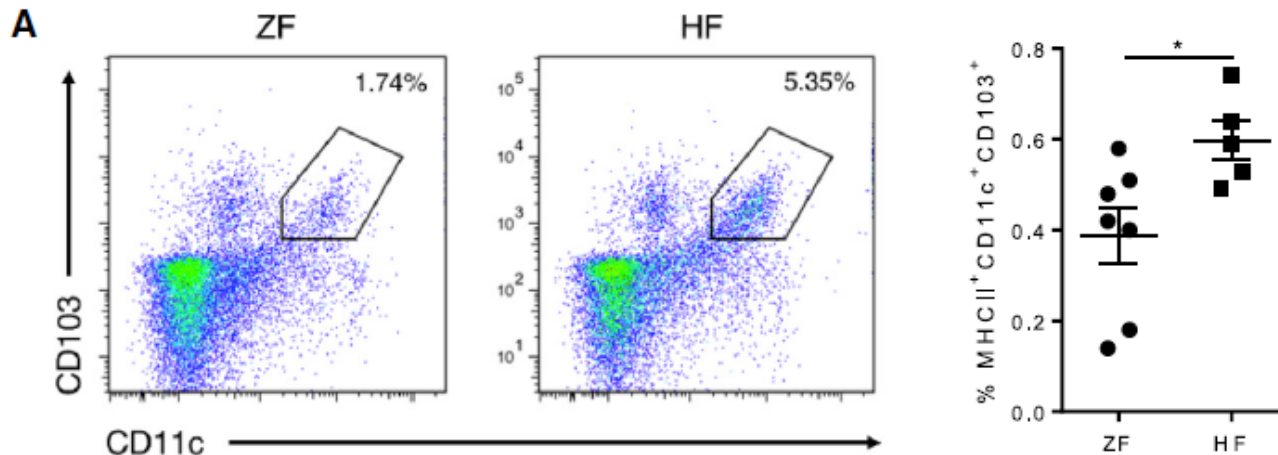 A
ZF
HF
1.74%
5.35%
10⁵
10⁴
10³
10²
10¹
CD103
CD11c
% MHCII⁺CD11c⁺CD103⁺
0.8
0.6
0.4
0.2
0.0
*
ZF
HF